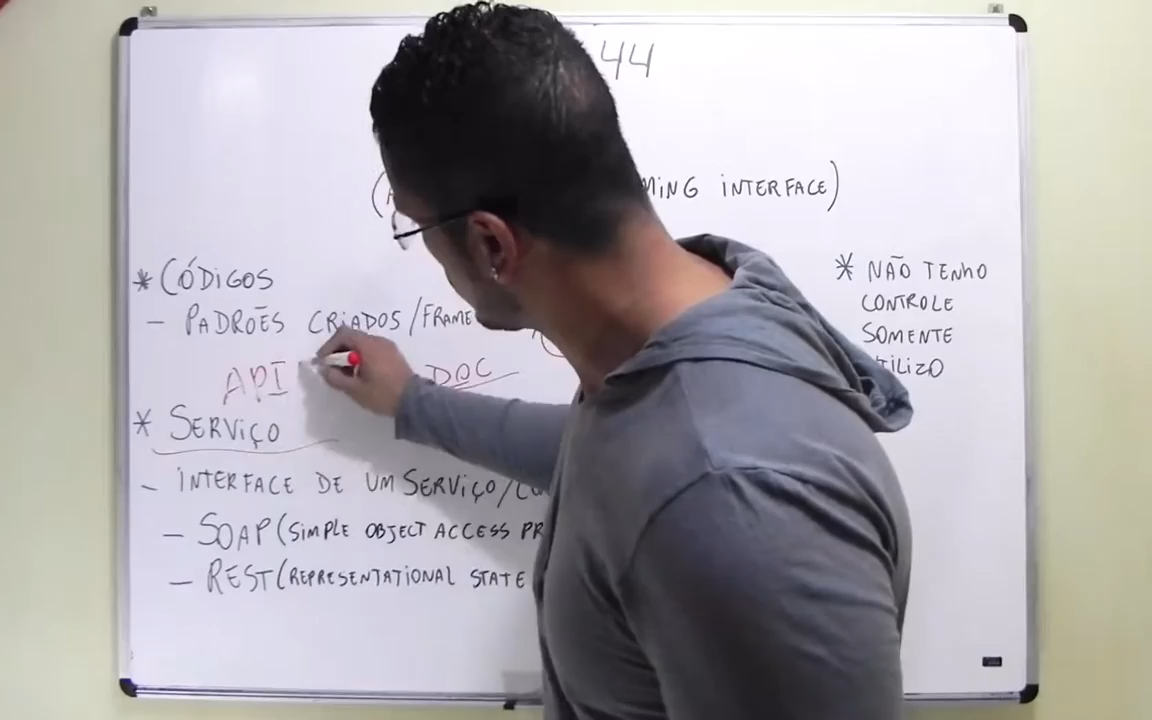 44
MING INTERFACE)
* CÓDIGOS
- PADRÕES CRIADOS/FRAME
API DOC
* SERVIÇO
- INTERFACE DE UM SERVIÇO/
- SOAP (SIMPLE OBJECT ACCESS PR
- REST (REPRESENTATIONAL STATE
* NÃO TENHO
CONTROLE
SOMENTE
TILIZO